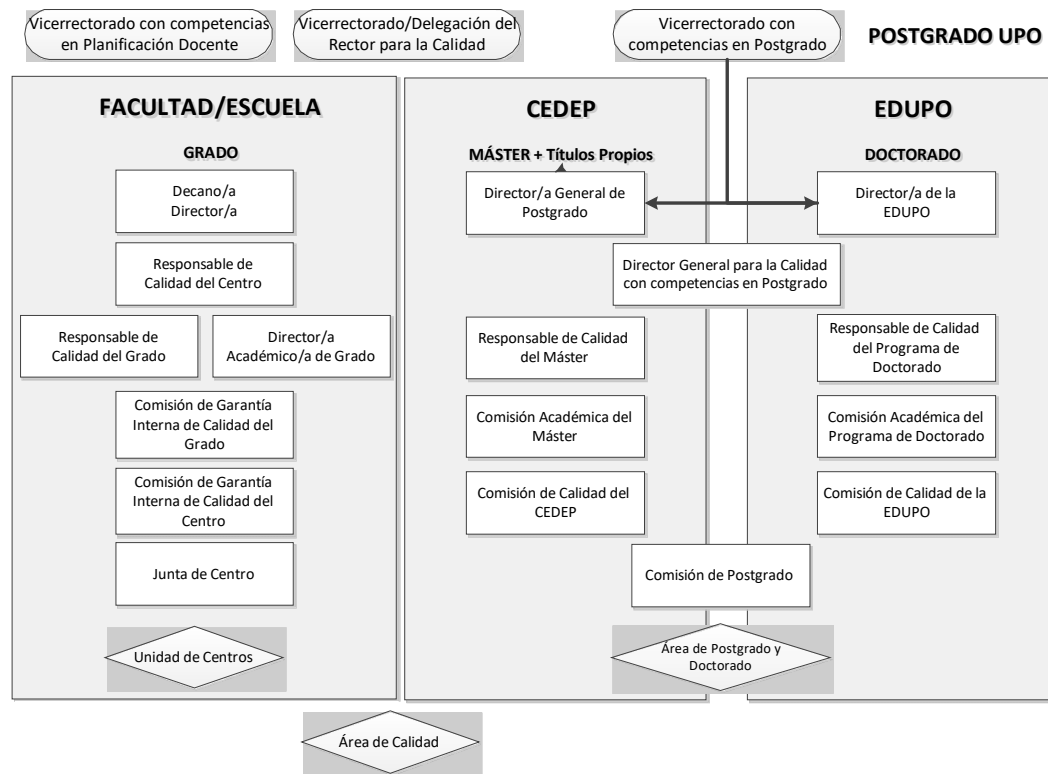 Vicerrectorado con competencias
en Planificación Docente
Vicerrectorado/Delegación del
Rector para la Calidad
Vicerrectorado con
competencias en Postgrado
POSTGRADO UPO
FACULTAD/ESCUELA
GRADO
Decano/a
Director/a
Responsable de
Calidad del Centro
Responsable de
Calidad del Grado
Director/a
Académico/a de Grado
Comisión de Garantía
Interna de Calidad del
Grado
Comisión de Garantía
Interna de Calidad del
Centro
Junta de Centro
Unidad de Centros
CEDEP
MÁSTER + Títulos Propios
Director/a General de
Postgrado
EDUPO
DOCTORADO
Director/a de la
EDUPO
Director General para la Calidad
con competencias en Postgrado
Responsable de Calidad
del Máster
Responsable de Calidad
del Programa de
Doctorado
Comisión Académica del
Máster
Comisión Académica del
Programa de Doctorado
Comisión de Calidad del
CEDEP
Comisión de Calidad de la
EDUPO
Comisión de Postgrado
Área de Postgrado y
Doctorado
Área de Calidad